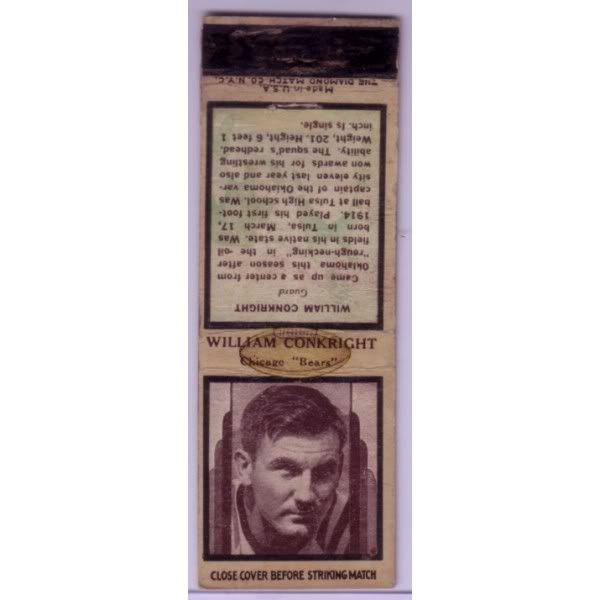 WILLIAM CONKRIGHT
Guard
Came up as a center from
Oklahoma this season after
"rough-necking" in the oil
fields in his native state. Was
born in Tulsa, March, 17,
1914. Played his first foot-
ball at Tulsa High school. Was
captain of the Oklahoma var-
sity eleven last year and also
won awards for his wrestling
ability. The squad's redhead.
Weight, 201. Height, 6 feet 1
inch. Is single.
Made in U.S.A
THE DIAMOND MATCH CO. N.Y.C.
WILLIAM CONKRIGHT
Chicago "Bears"
CLOSE COVER BEFORE STRIKING MATCH